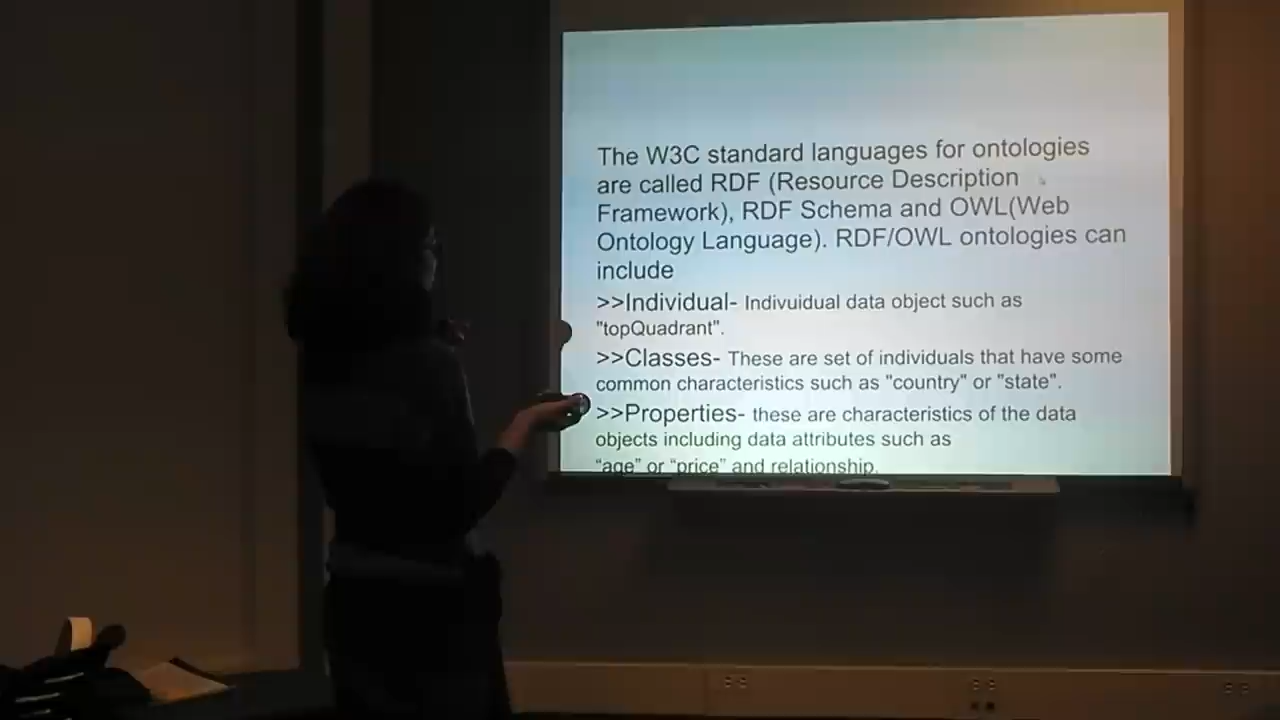 The W3C standard languages for ontologies
are called RDF (Resource Description
Framework), RDF Schema and OWL(Web
Ontology Language). RDF/OWL ontologies can
include
>>Individual- Indivuidual data object such as
"topQuadrant".
>>Classes- These are set of individuals that have some
common characteristics such as "country" or "state".
>>Properties- these are characteristics of the data
objects including data attributes such as
“age” or “price” and relationship.